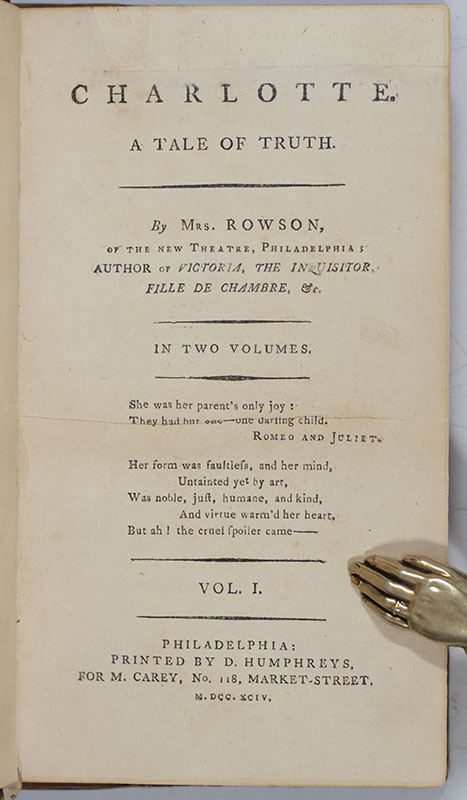 CHARLOTTE.
A TALE OF TRUTH.
By Mrs. ROWSON,
OF THE NEW THEATRE, PHILADELPHIA;
AUTHOR OF VICTORIA, THE INQUISITOR,
FILLE DE CHAMBRE, &c.
IN TWO VOLUMES.
She was her parent's only joy :
They had but one—one darling child.
ROMEO AND JULIET.
Her form was faultleſs, and her mind,
Untainted yet by art,
Was noble, juſt, humane, and kind,
And virtue warm'd her heart,
But ah ! the cruel ſpoiler came——
VOL. I.
PHILADELPHIA:
PRINTED BY D. HUMPHREYS,
FOR M. CAREY, No. 118, MARKET-STREET.
M.DCC.XCIV.